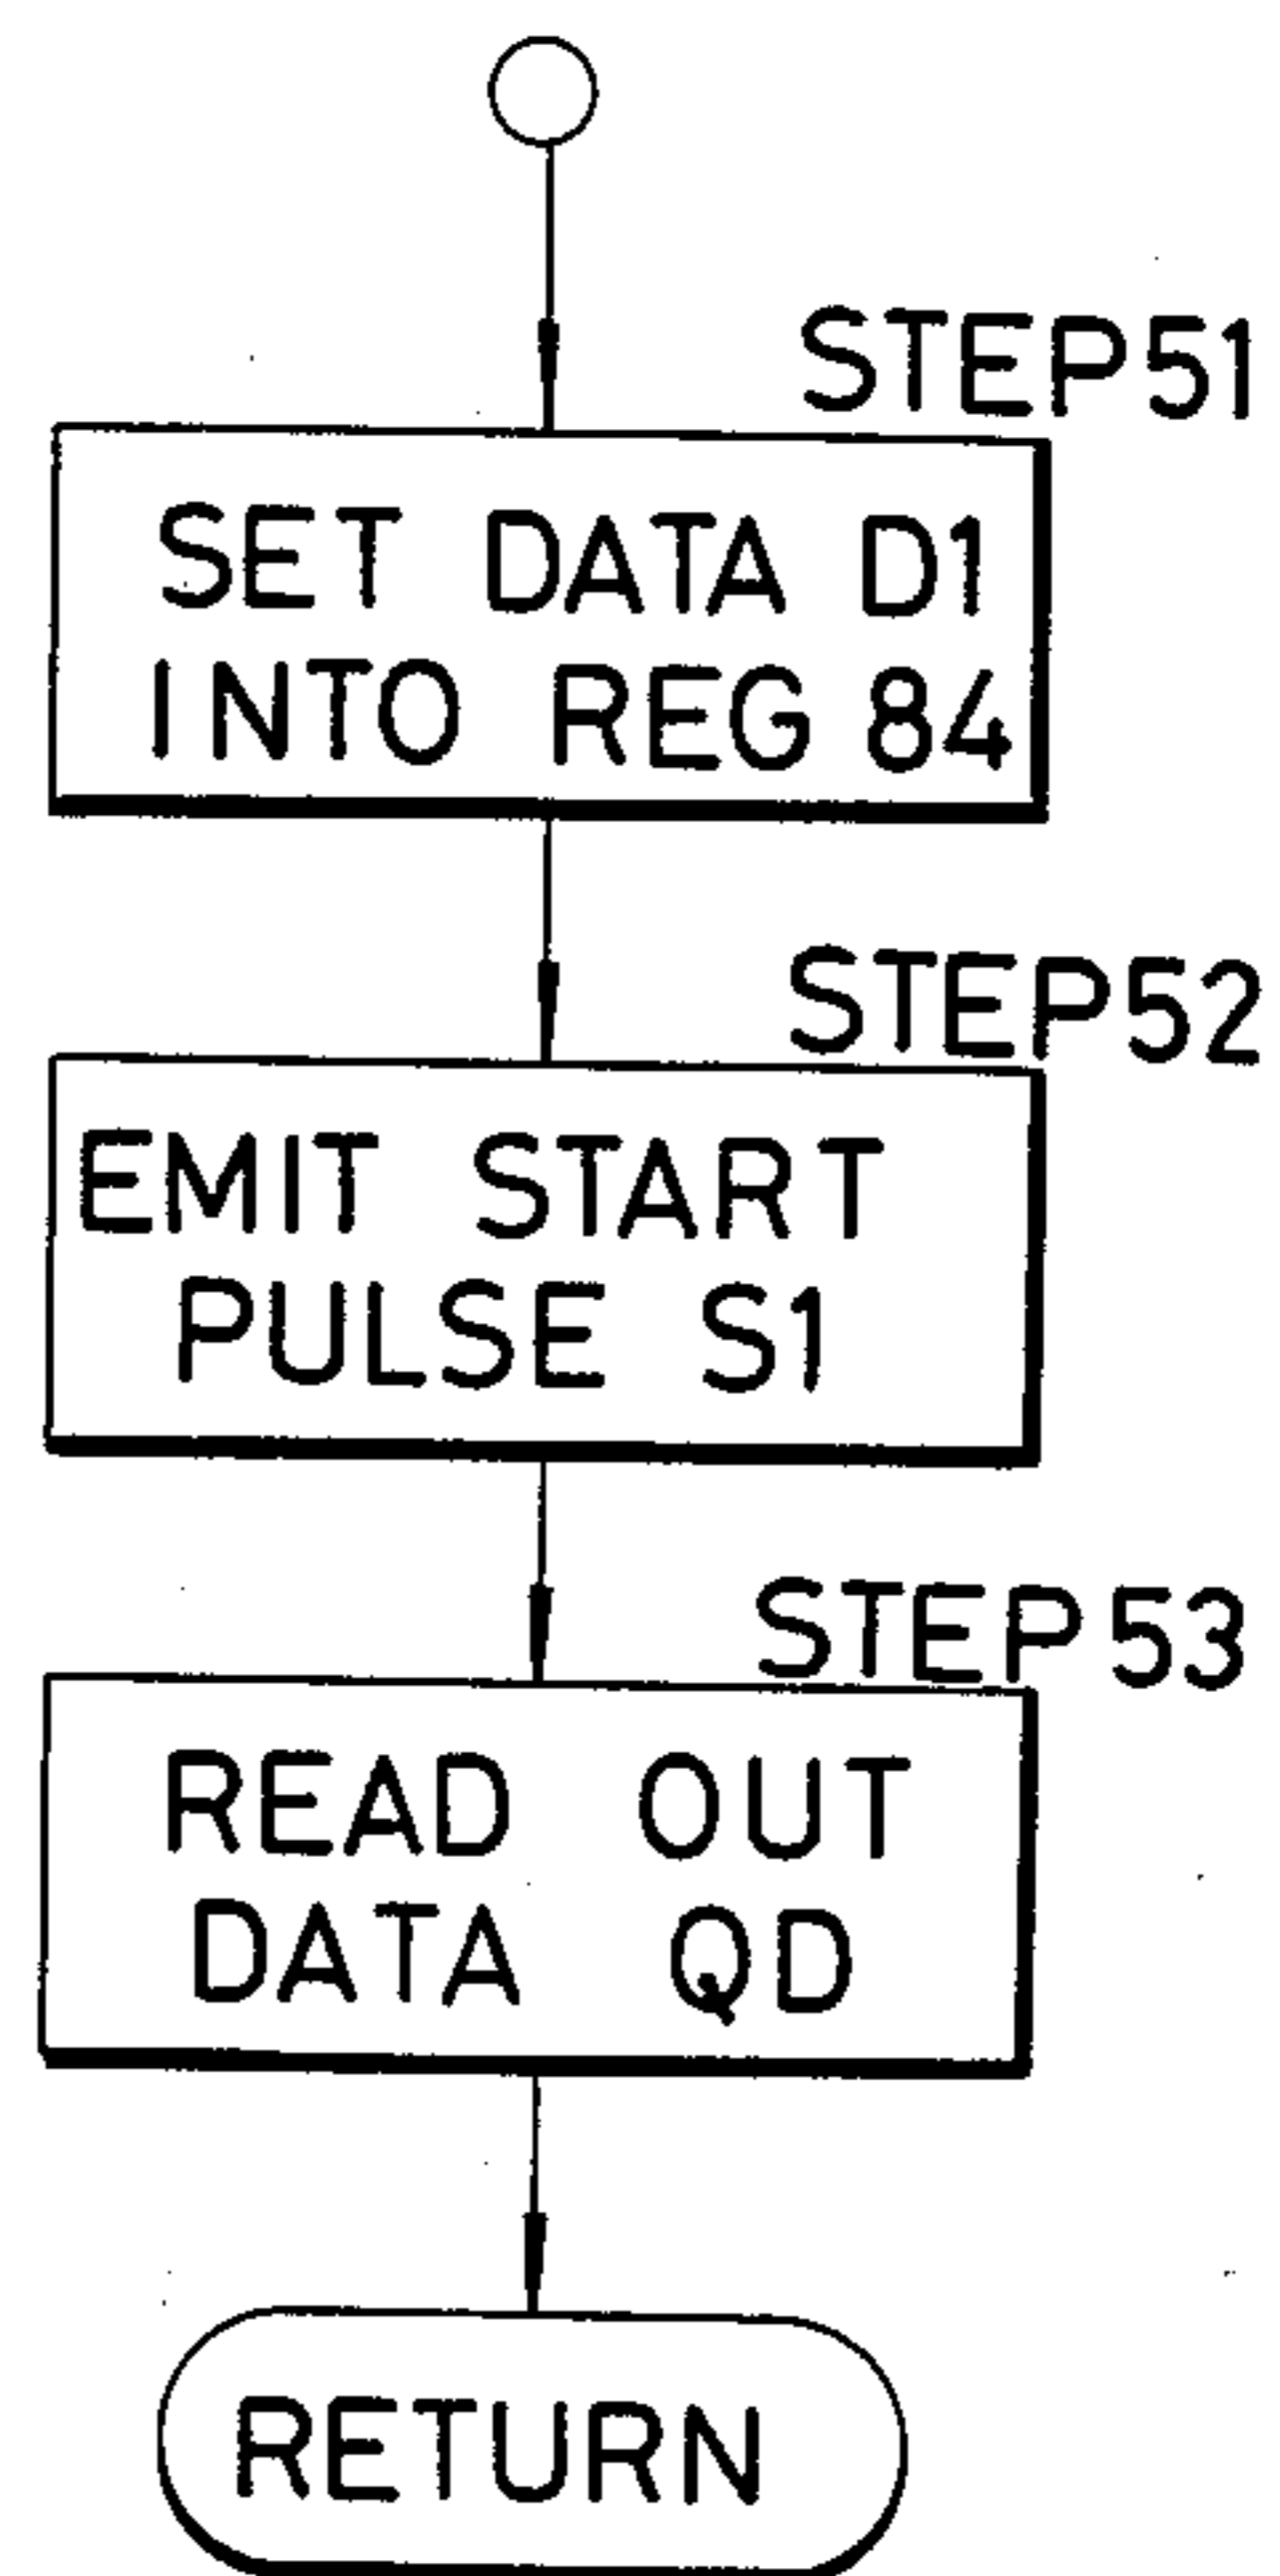 STEP51
SET DATA D1
INTO REG 84
STEP52
EMIT START
PULSE S1
STEP53
READ OUT
DATA QD
RETURN